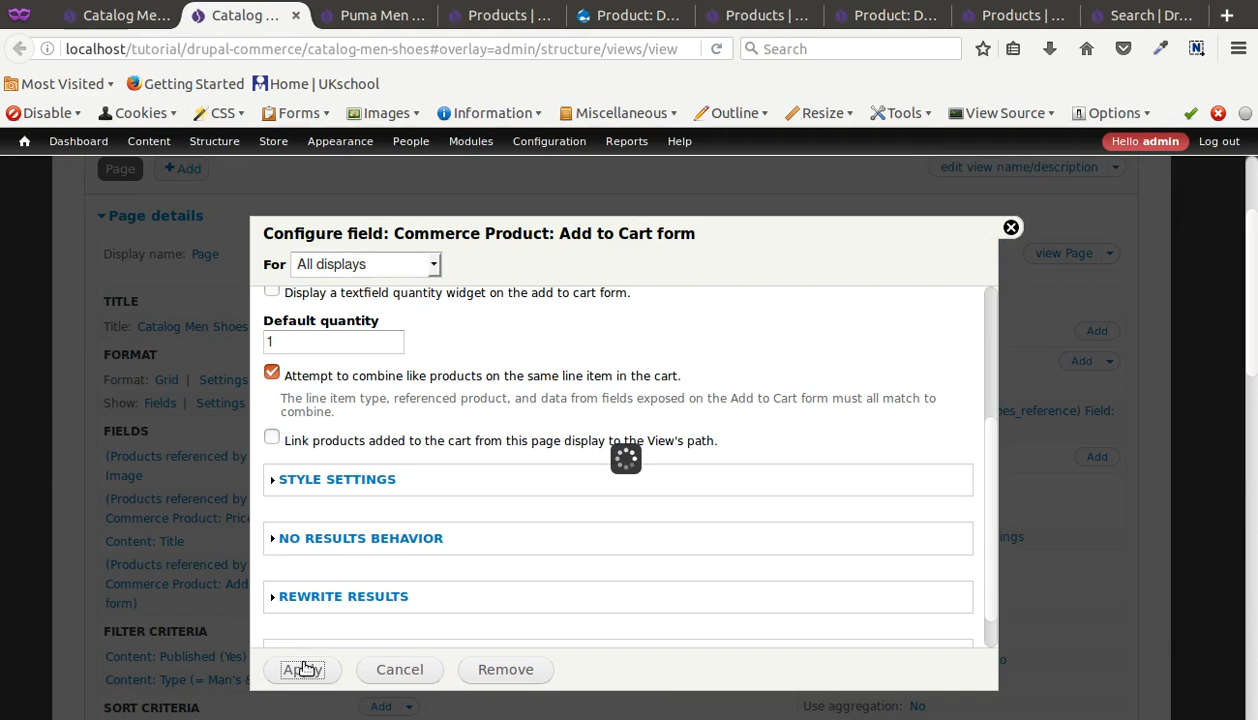 Catalog Me...
Catalog ...
Puma Men ...
Products | ...
Product: D...
Products | ...
Product: D...
Products | ...
Search | Dr...
localhost/tutorial/drupal-commerce/catalog-men-shoes#overlay=admin/structure/views/view
Search
Most Visited
Getting Started
Home | UKschool
Disable
Cookies
CSS
Forms
Images
Information
Miscellaneous
Outline
Resize
Tools
View Source
Options
Dashboard
Content
Structure
Store
Appearance
People
Modules
Configuration
Reports
Help
Hello admin
Log out
Page
Add
edit view name/description
Page details
Display name: Page
view Page
TITLE
Title: Catalog Men Shoes
Add
FORMAT
Format: Grid | Settings
Add
Show: Fields | Settings
es_reference) Field:
FIELDS
(Products referenced by
Image
Add
(Products referenced by
Commerce Product: Price
Content: Title
ings
(Products referenced by
Commerce Product: Add
form)
FILTER CRITERIA
Content: Published (Yes)
Content: Type (= Man's &
o
SORT CRITERIA
Add
Use aggregation: No
Configure field: Commerce Product: Add to Cart form
For All displays
Display a textfield quantity widget on the add to cart form.
Default quantity
1
Attempt to combine like products on the same line item in the cart.
The line item type, referenced product, and data from fields exposed on the Add to Cart form must all match to
combine.
Link products added to the cart from this page display to the View's path.
STYLE SETTINGS
NO RESULTS BEHAVIOR
REWRITE RESULTS
Apply
Cancel
Remove